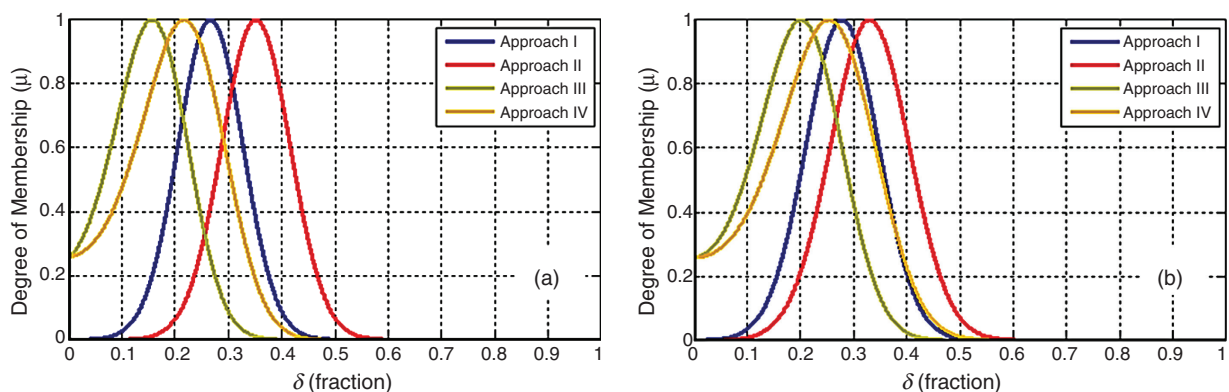 1
0.8
0.6
0.4
0.2
0
Degree of Membership (μ)
0 0.1 0.2 0.3 0.4 0.5 0.6 0.7 0.8 0.9 1
δ (fraction)
Approach I
Approach II
Approach III
Approach IV
(a)
1
0.8
0.6
0.4
0.2
0
Degree of Membership (μ)
0 0.1 0.2 0.3 0.4 0.5 0.6 0.7 0.8 0.9 1
δ (fraction)
Approach I
Approach II
Approach III
Approach IV
(b)